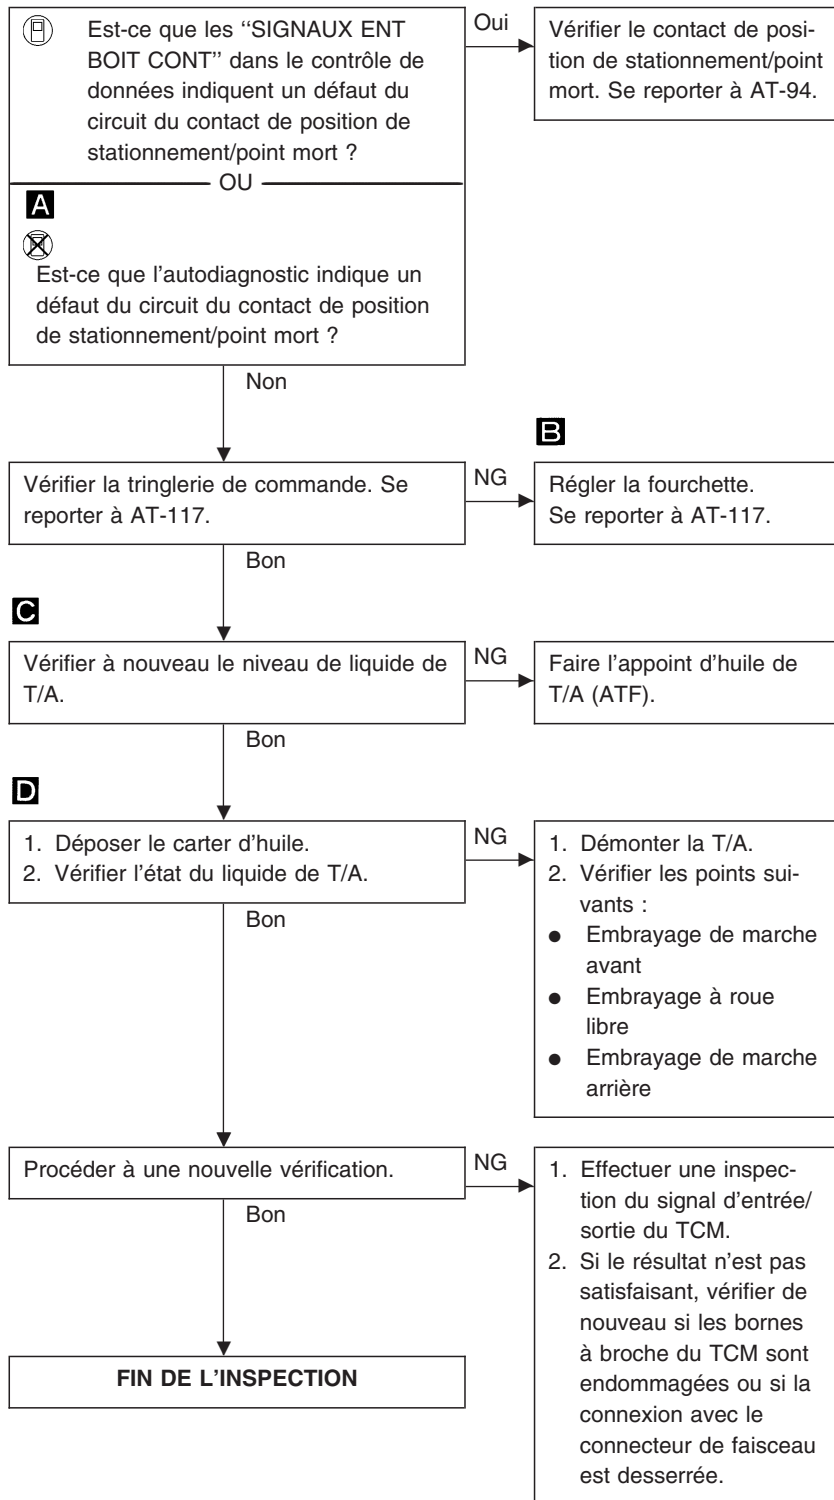 Est-ce que les “SIGNAUX ENT
BOIT CONT” dans le contrôle de
données indiquent un défaut du
circuit du contact de position de
stationnement/point mort ?
Oui
Vérifier le contact de posi-
tion de stationnement/point
mort. Se reporter à AT-94.
OU
A
Est-ce que l’autodiagnostic indique un
défaut du circuit du contact de position
de stationnement/point mort ?
Non
Vérifier la tringlerie de commande. Se
reporter à AT-117.
NG
B
Régler la fourchette.
Se reporter à AT-117.
Bon
C
Vérifier à nouveau le niveau de liquide de
T/A.
NG
Faire l’appoint d’huile de
T/A (ATF).
Bon
D
1. Déposer le carter d’huile.
2. Vérifier l’état du liquide de T/A.
NG
1. Démonter la T/A.
2. Vérifier les points sui-
vants :
● Embrayage de marche
avant
● Embrayage à roue
libre
● Embrayage de marche
arrière
Bon
Procéder à une nouvelle vérification.
NG
1. Effectuer une inspec-
tion du signal d’entrée/
sortie du TCM.
2. Si le résultat n’est pas
satisfaisant, vérifier de
nouveau si les bornes
à broche du TCM sont
endommagées ou si la
connexion avec le
connecteur de faisceau
est desserrée.
Bon
FIN DE L’INSPECTION